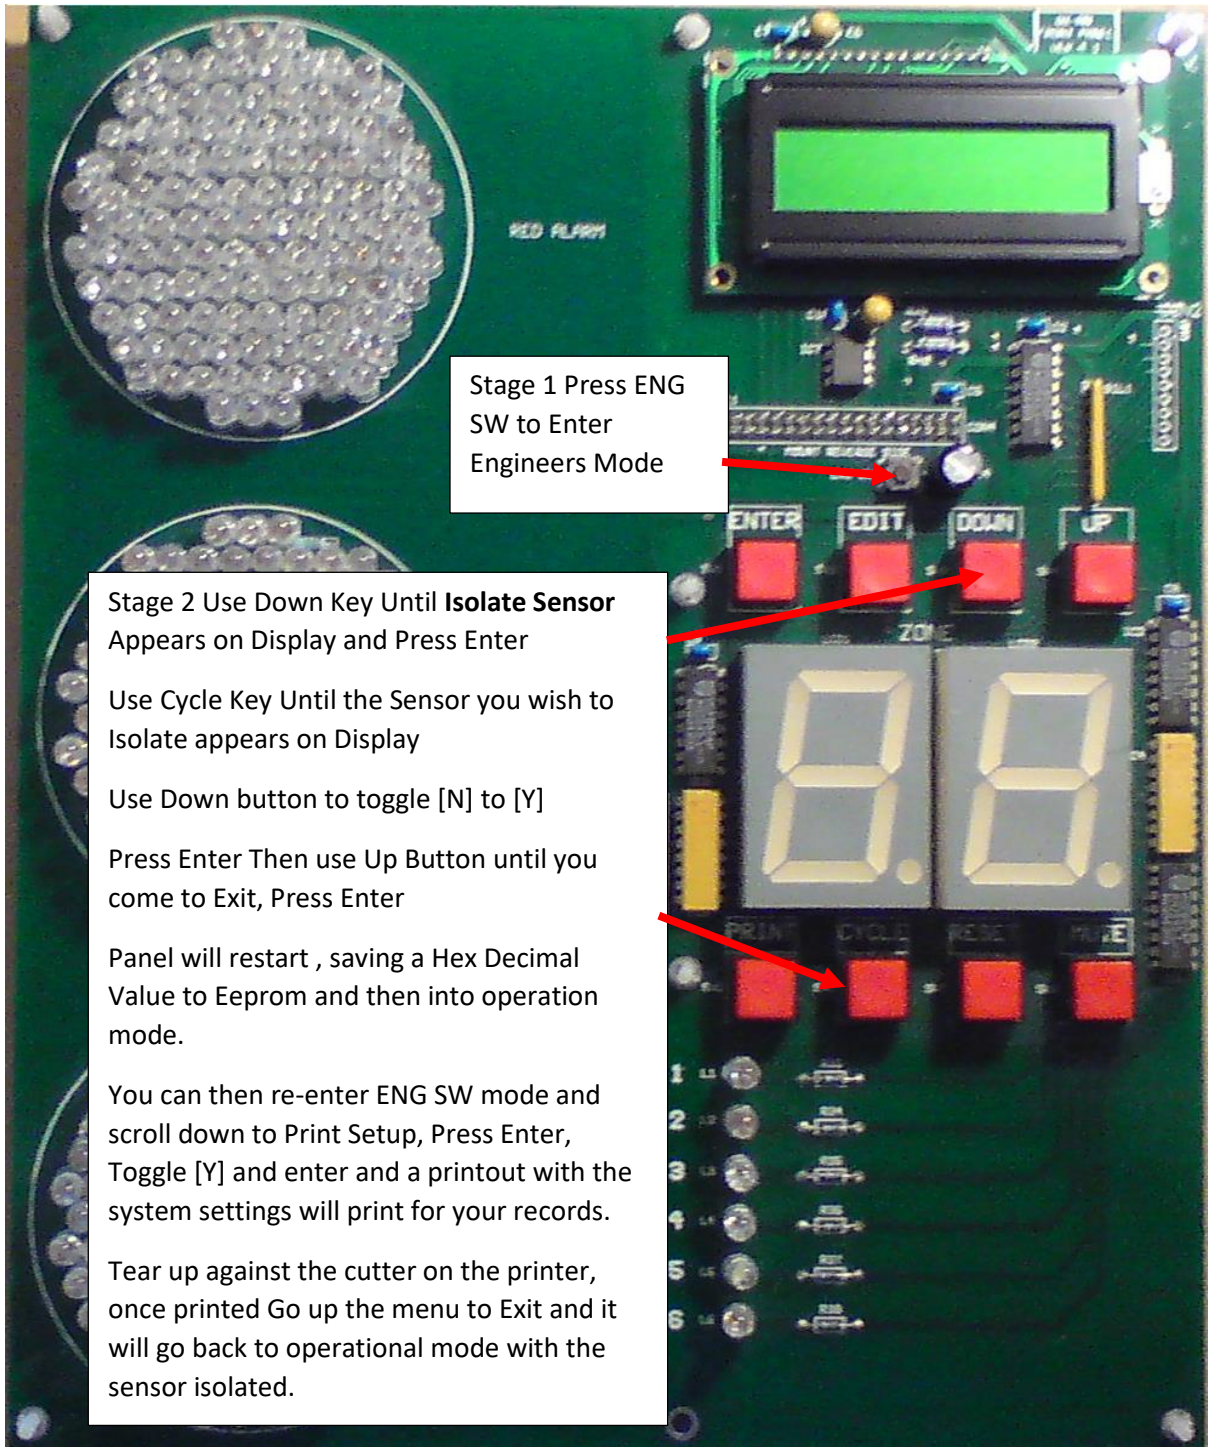 RED ALARM
Stage 1 Press ENG
SW to Enter
Engineers Mode
ENTER
EDIT
DOWN
UP
Stage 2 Use Down Key Until Isolate Sensor
Appears on Display and Press Enter
Use Cycle Key Until the Sensor you wish to
Isolate appears on Display
Use Down button to toggle [N] to [Y]
Press Enter Then use Up Button until you
come to Exit, Press Enter
Panel will restart , saving a Hex Decimal
Value to Eeprom and then into operation
mode.
You can then re-enter ENG SW mode and
scroll down to Print Setup, Press Enter,
Toggle [Y] and enter and a printout with the
system settings will print for your records.
Tear up against the cutter on the printer,
once printed Go up the menu to Exit and it
will go back to operational mode with the
sensor isolated.
ZONE
PRINT
CYCLE
RESET
MUTE
1
2
3
4
5
6